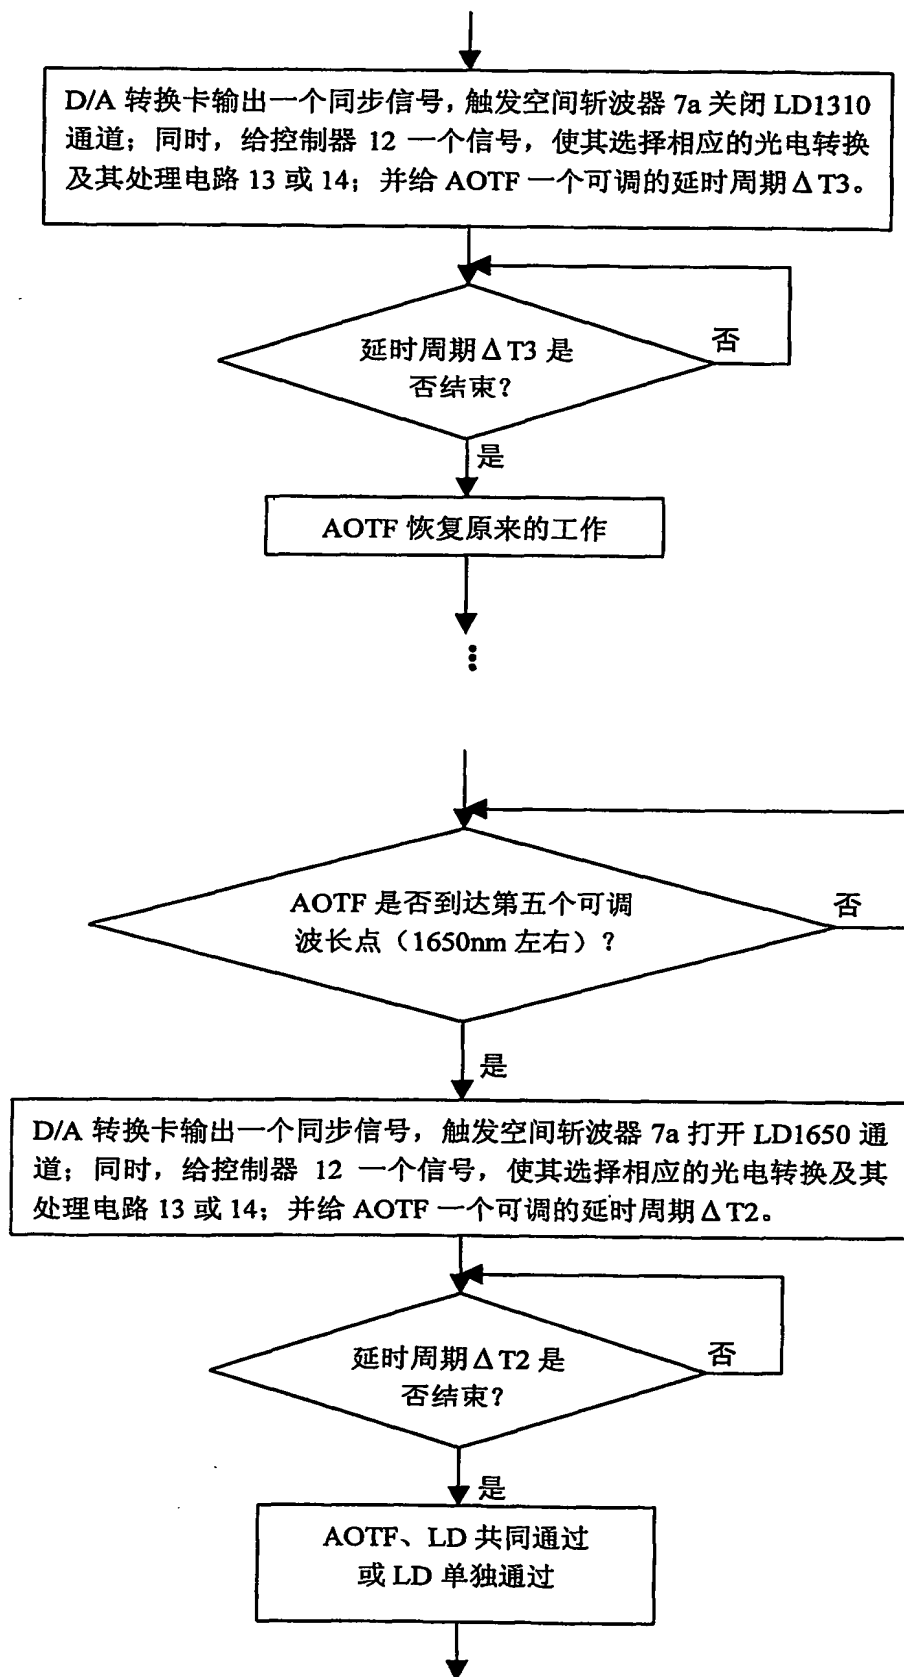 D/A 转换卡输出一个同步信号，触发空间斩波器 7a 关闭 LD1310
通道；同时，给控制器 12 一个信号，使其选择相应的光电转换
及其处理电路 13 或 14；并给 AOTF 一个可调的延时周期ΔT3。
延时周期ΔT3 是
否结束？
否
是
AOTF 恢复原来的工作
⋮
AOTF 是否到达第五个可调
波长点（1650nm 左右）？
否
是
D/A 转换卡输出一个同步信号，触发空间斩波器 7a 打开 LD1650 通
道；同时，给控制器 12 一个信号，使其选择相应的光电转换及其
处理电路 13 或 14；并给 AOTF 一个可调的延时周期ΔT2。
延时周期ΔT2 是
否结束？
否
是
AOTF、LD 共同通过
或 LD 单独通过